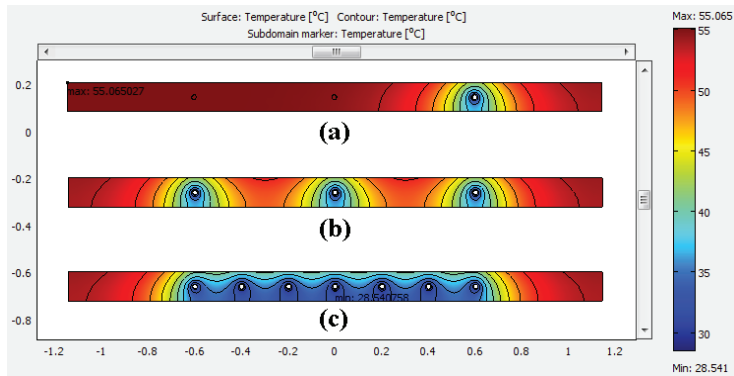 Surface: Temperature [⁰C] Contour: Temperature [⁰C]
Subdomain marker: Temperature [⁰C]
Max: 55.065
55
50
45
40
35
30
Min: 28.541
0.2
0
-0.2
-0.4
-0.6
-0.8
max: 55.065027
(a)
(b)
min: 28.540758
(c)
-1.2 -1 -0.8 -0.6 -0.4 -0.2 0 0.2 0.4 0.6 0.8 1 1.2